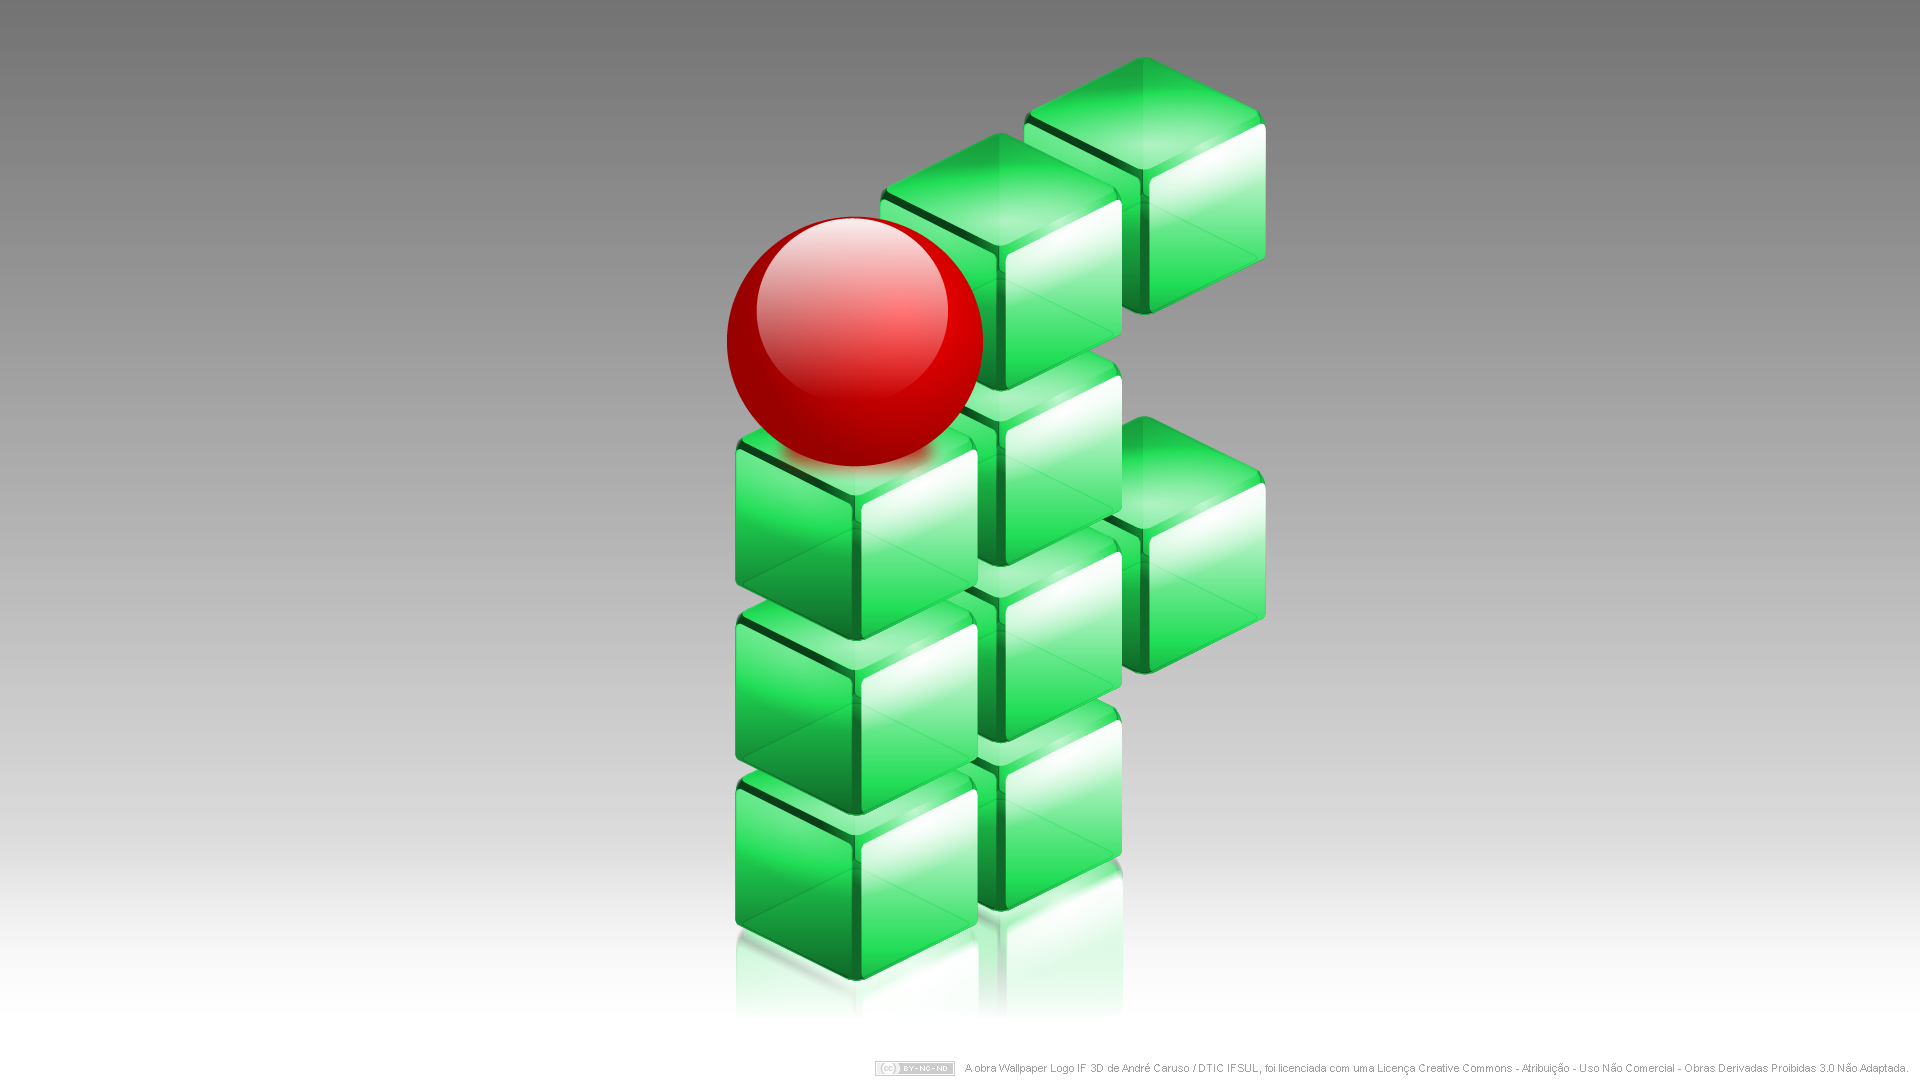 cc BY-NC-ND A obra Wallpaper Logo IF 3D de André Caruso / DTIC IFSUL, foi licenciada com uma Licença Creative Commons - Atribuição - Uso Não Comercial - Obras Derivadas Proibidas 3.0 Não Adaptada.